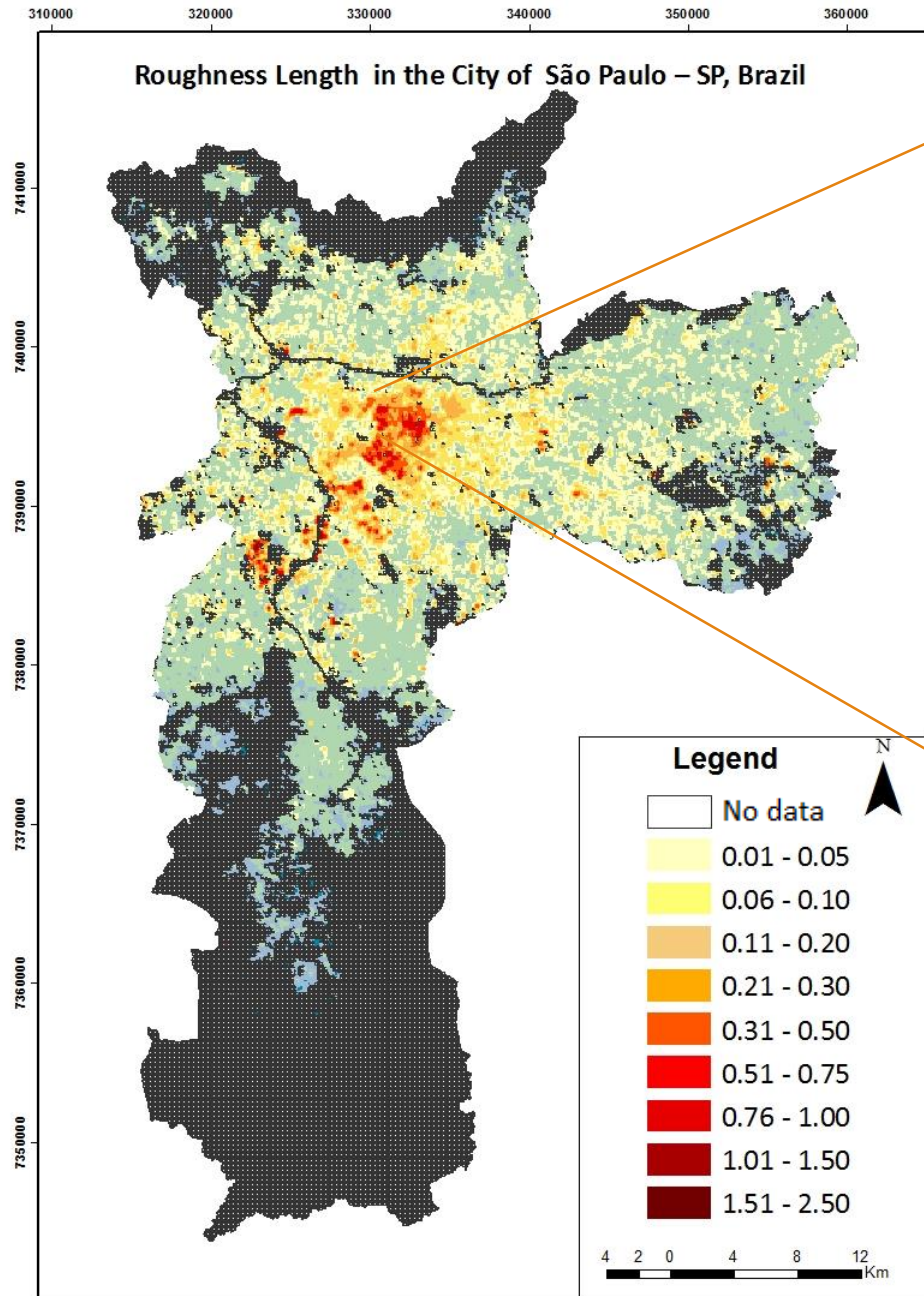 310000 320000 330000 340000 350000 360000
Roughness Length in the City of São Paulo – SP, Brazil
7410000
7400000
7390000
7380000
7370000
7360000
7350000
Legend
N
No data
0.01 - 0.05
0.06 - 0.10
0.11 - 0.20
0.21 - 0.30
0.31 - 0.50
0.51 - 0.75
0.76 - 1.00
1.01 - 1.50
1.51 - 2.50
4 2 0 4 8 12
Km